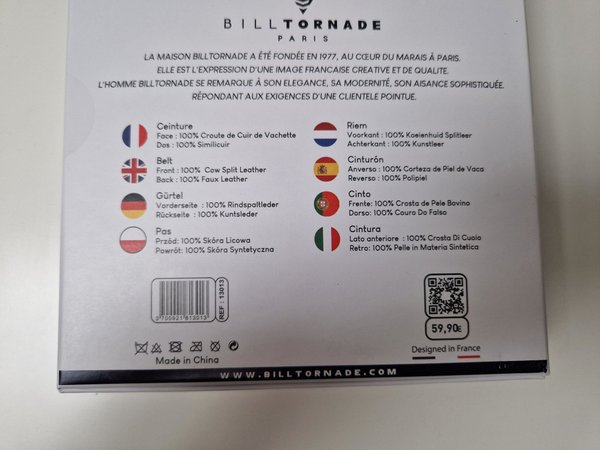 BILLTORNADE
PARIS
LA MAISON BILLTORNADE A ÉTÉ FONDÉE EN 1977, AU CŒUR DU MARAIS À PARIS.
ELLE EST L'EXPRESSION D'UNE IMAGE FRANCAISE CREATIVE ET DE QUALITE.
L'HOMME BILLTORNADE SE REMARQUE À SON ELEGANCE, SA MODERNITÉ, SON AISANCE SOPHISTIQUÉE.
RÉPONDANT AUX EXIGENCES D'UNE CLIENTELE POINTUE.
Ceinture
Face : 100% Croute de Cuir de Vachette
Dos : 100% Similicuir
Belt
Front : 100% Cow Split Leather
Back : 100% Faux Leather
Gürtel
Vorderseite : 100% Rindspaltleder
Rückseite : 100% Kuntsleder
Pas
Przód: 100% Skóra Licowa
Powrót: 100% Skóra Syntetyczna
Riem
Voorkant : 100% Koeienhuid Splitleer
Achterkant : 100% Kunstleer
Cinturón
Anverso : 100% Corteza de Piel de Vaca
Reverso : 100% Polipiel
Cinto
Frente: 100% Crosta de Pele Bovino
Dorso: 100% Couro Do Falso
Cintura
Lato anteriore : 100% Crosta Di Cuoio
Retro: 100% Pelle in Materia Sintetica
3700921613013
REF : 13013
Made in China
59,90€
Designed in France
WWW.BILLTORNADE.COM